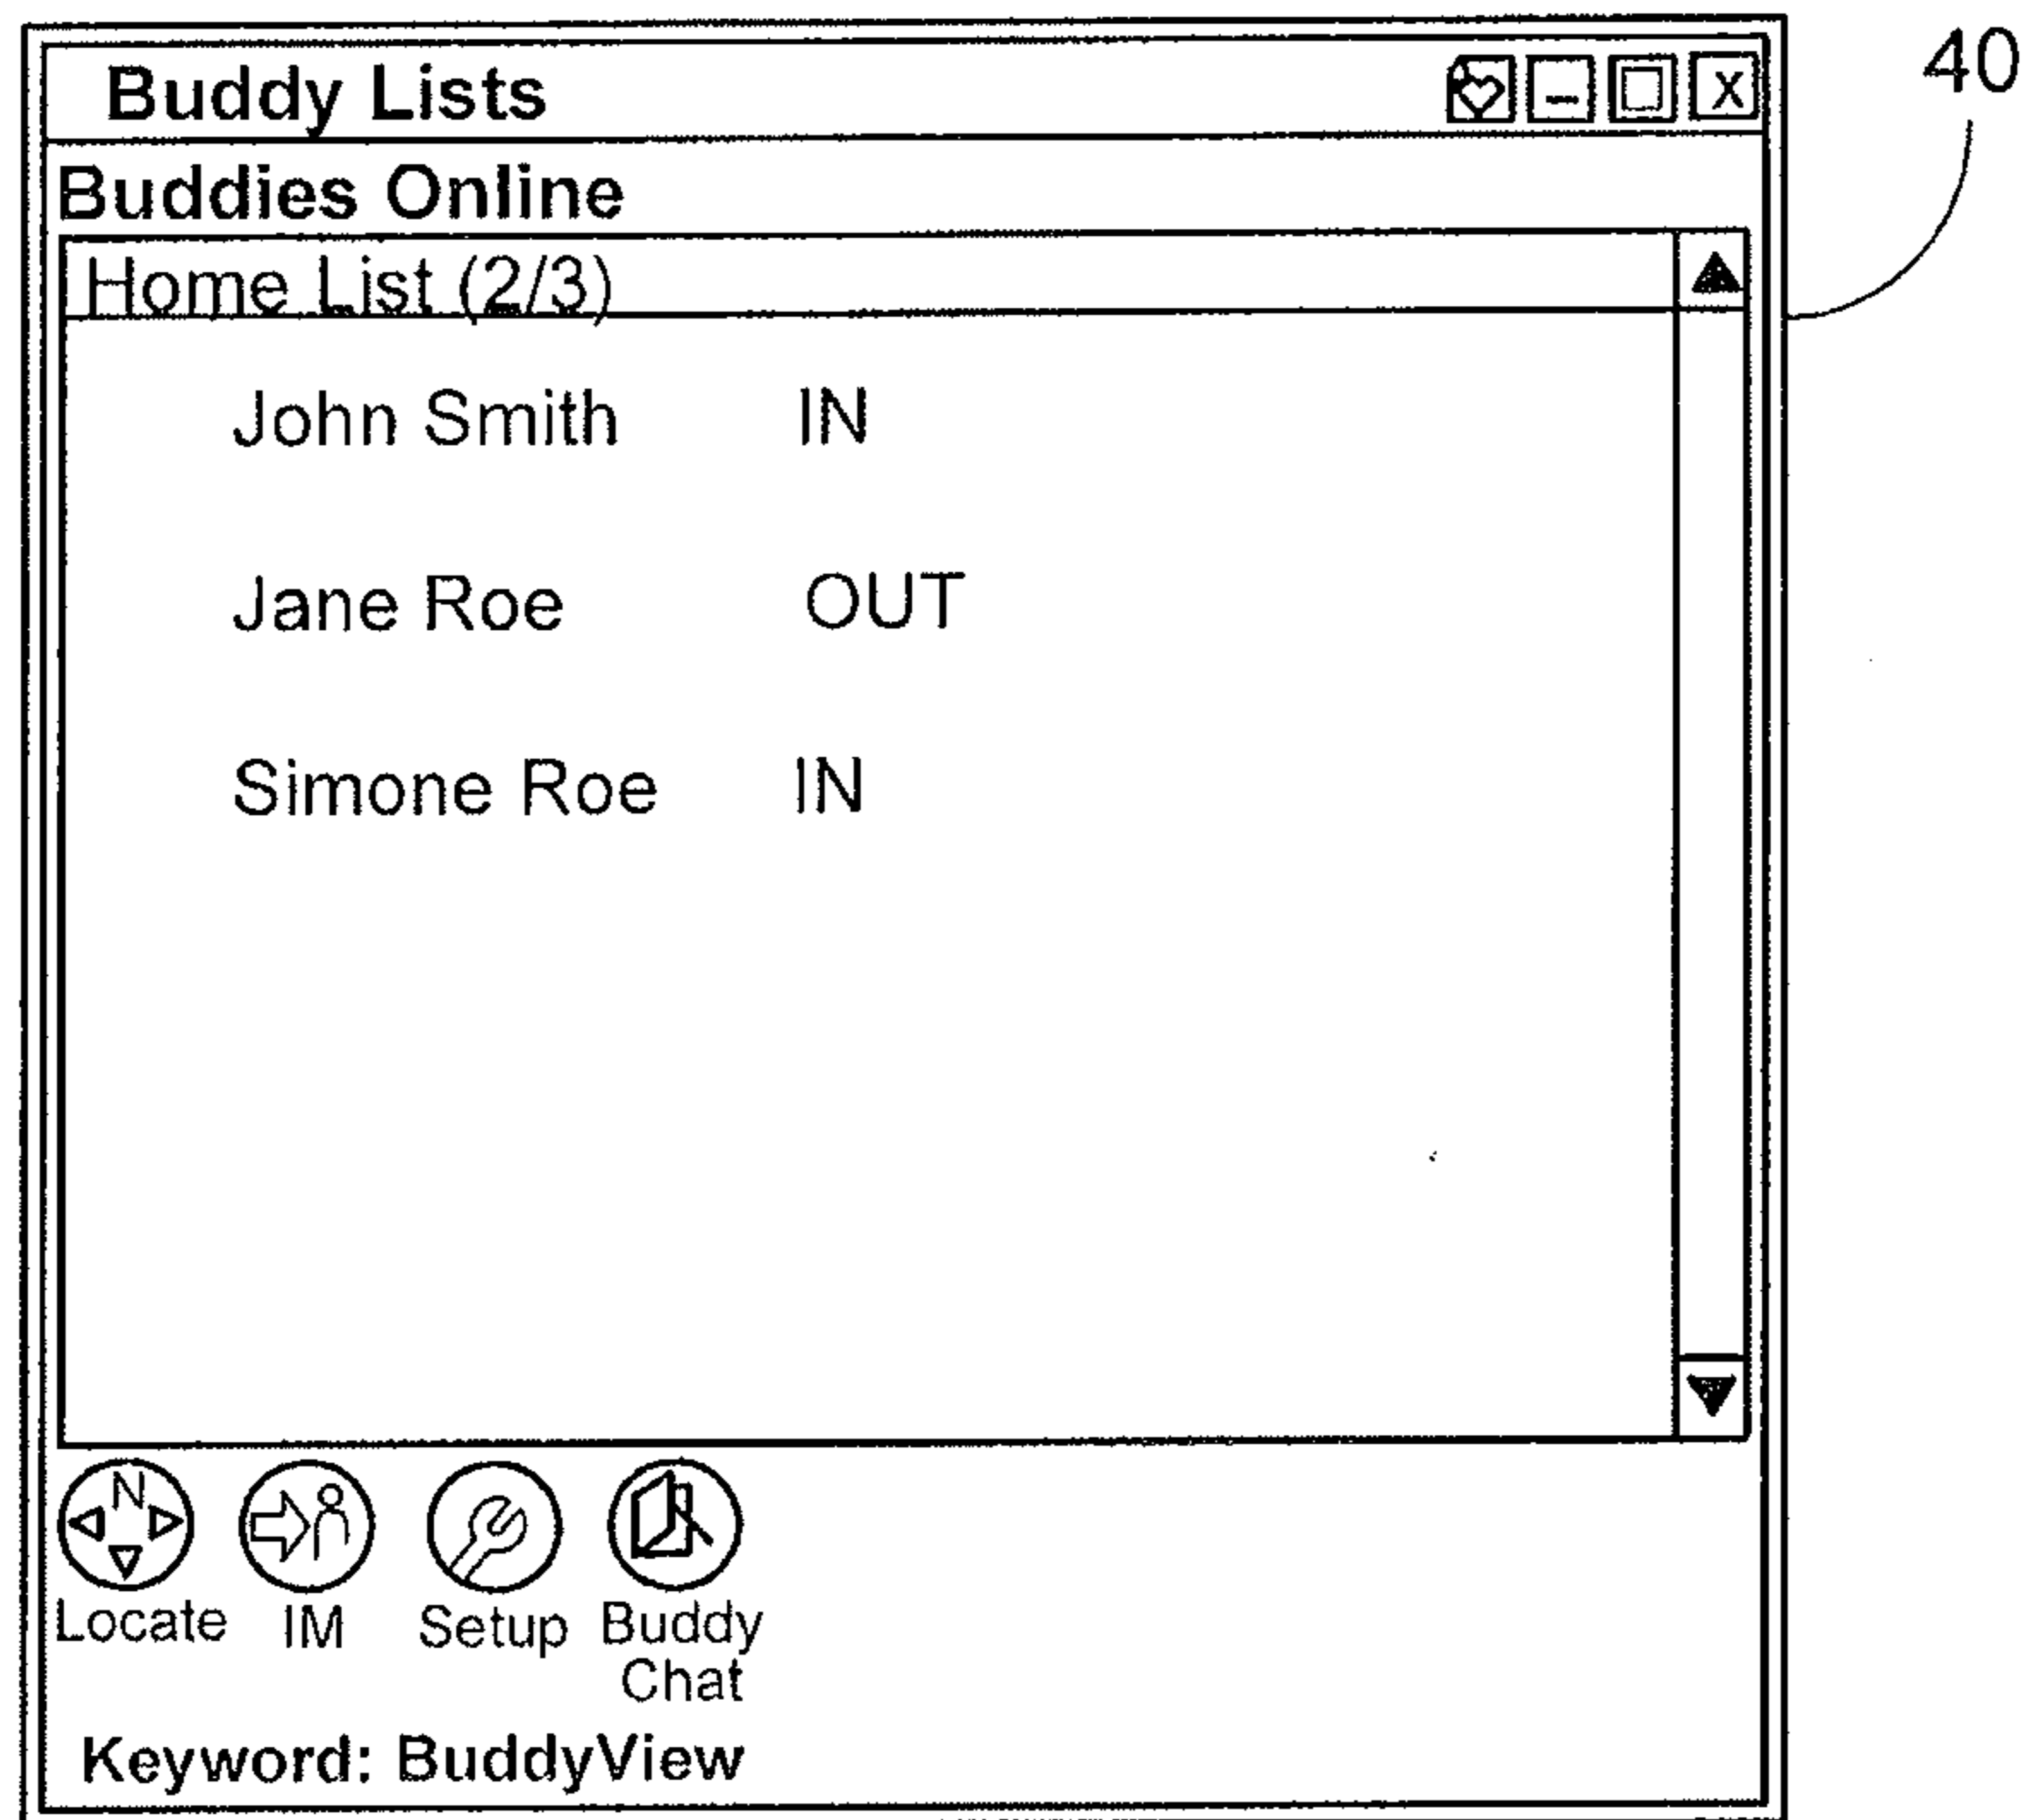 Buddy Lists X 40
Buddies Online
Home List (2/3)
John Smith IN
Jane Roe OUT
Simone Roe IN
N
Locate IM Setup Buddy Chat
Keyword: BuddyView